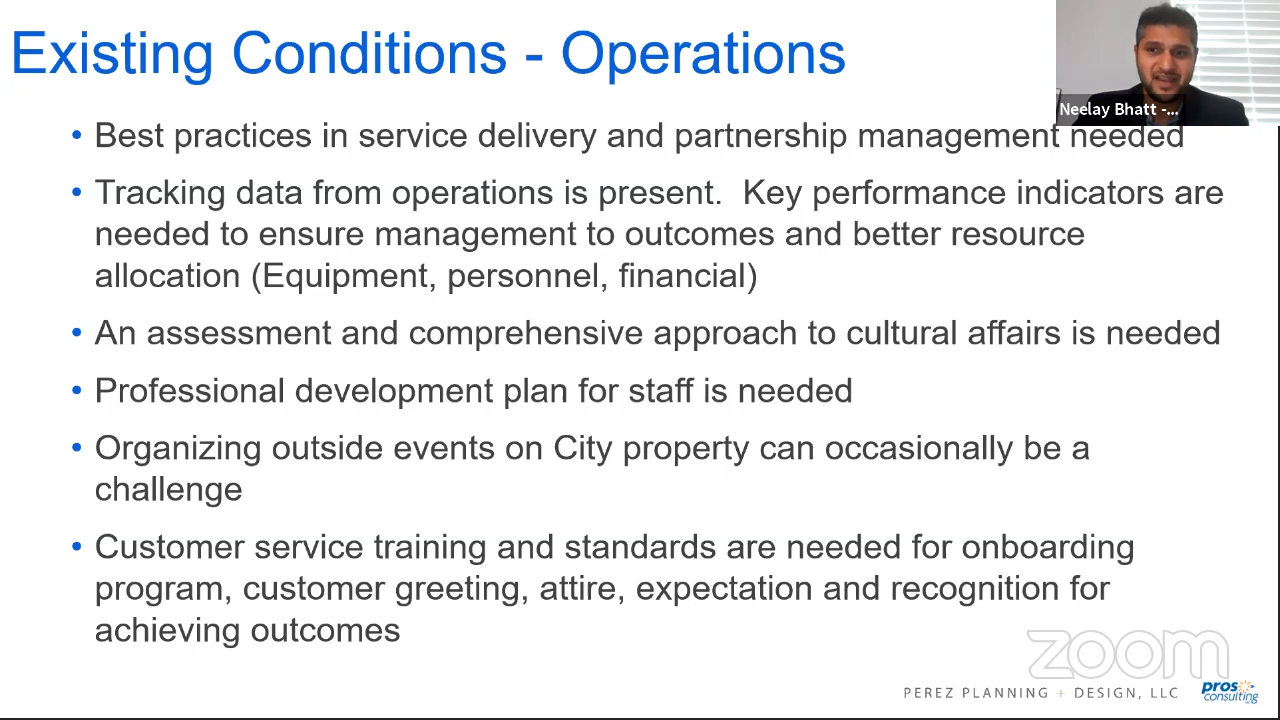 Existing Conditions - Operations
Neelay Bhatt -...
• Best practices in service delivery and partnership management needed
• Tracking data from operations is present.  Key performance indicators are
needed to ensure management to outcomes and better resource
allocation (Equipment, personnel, financial)
• An assessment and comprehensive approach to cultural affairs is needed
• Professional development plan for staff is needed
• Organizing outside events on City property can occasionally be a
challenge
• Customer service training and standards are needed for onboarding
program, customer greeting, attire, expectation and recognition for
achieving outcomes
zoom
PEREZ PLANNING + DESIGN, LLC
pros
consulting